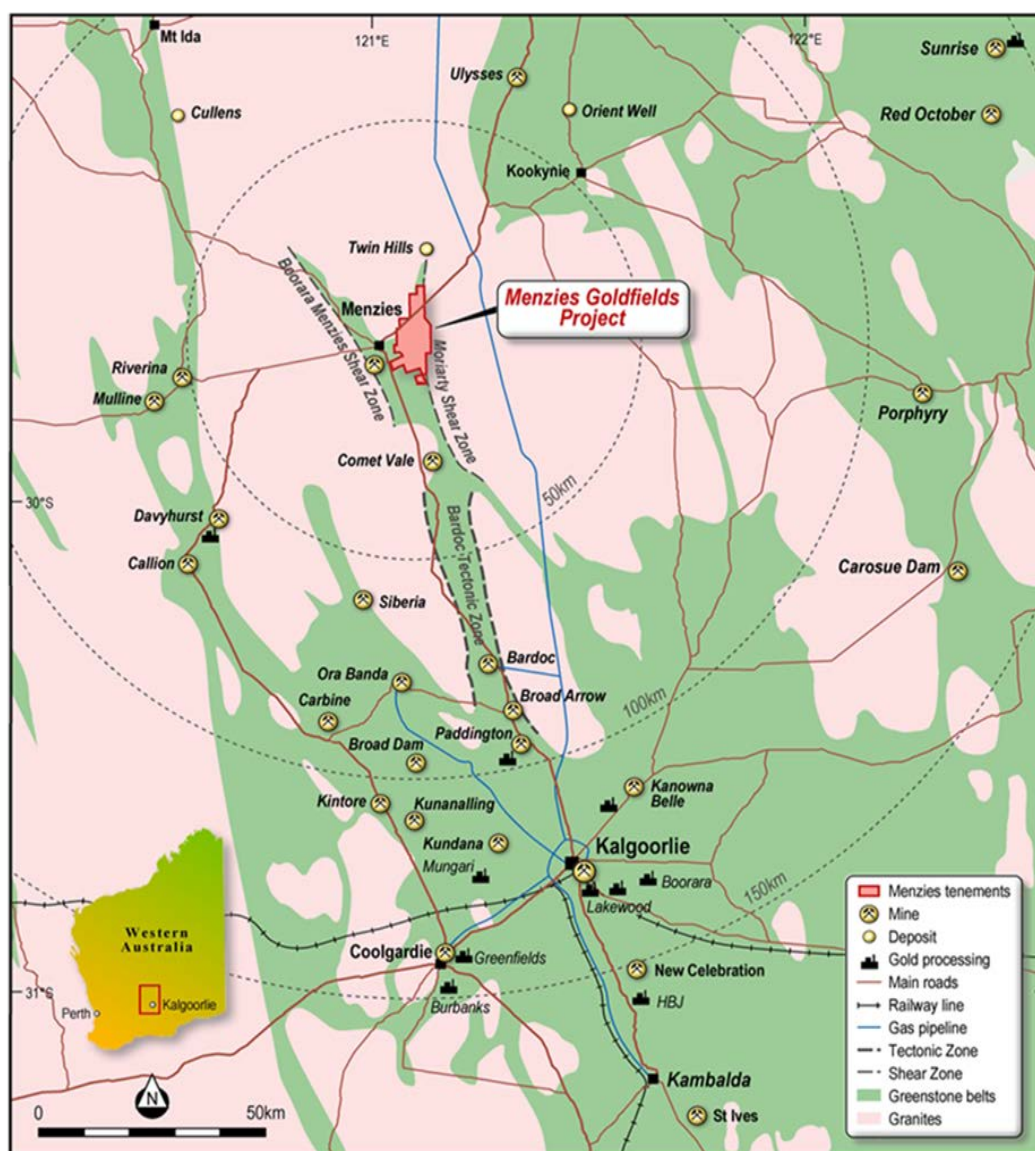 Mt Ida
121°E
122°E
Sunrise
Ulysses
Cullens
Orient Well
Red October
Kookynie
Twin Hills
Boorara Menzies Shear Zone
Menzies
Menzies Goldfields
Project
Moriarty Shear Zone
Riverina
Mulline
Porphyry
Comet Vale
50km
30°S
Davyhurst
Bardoc Tectonic Zone
Callion
Carosue Dam
Siberia
Bardoc
Ora Banda
Carbine
Broad Arrow
100km
Paddington
Broad Dam
Kanowna
Belle
Kintore
Kunanalling
Kundana
Kalgoorlie
Mungari
Boorara
Lakewood
150km
Coolgardie
Greenfields
New Celebration
31°S
Burbanks
HBJ
Kambalda
St Ives
Western
Australia
Perth
Kalgoorlie
N
0
50km
Menzies tenements
Mine
Deposit
Gold processing
Main roads
Railway line
Gas pipeline
Tectonic Zone
Shear Zone
Greenstone belts
Granites